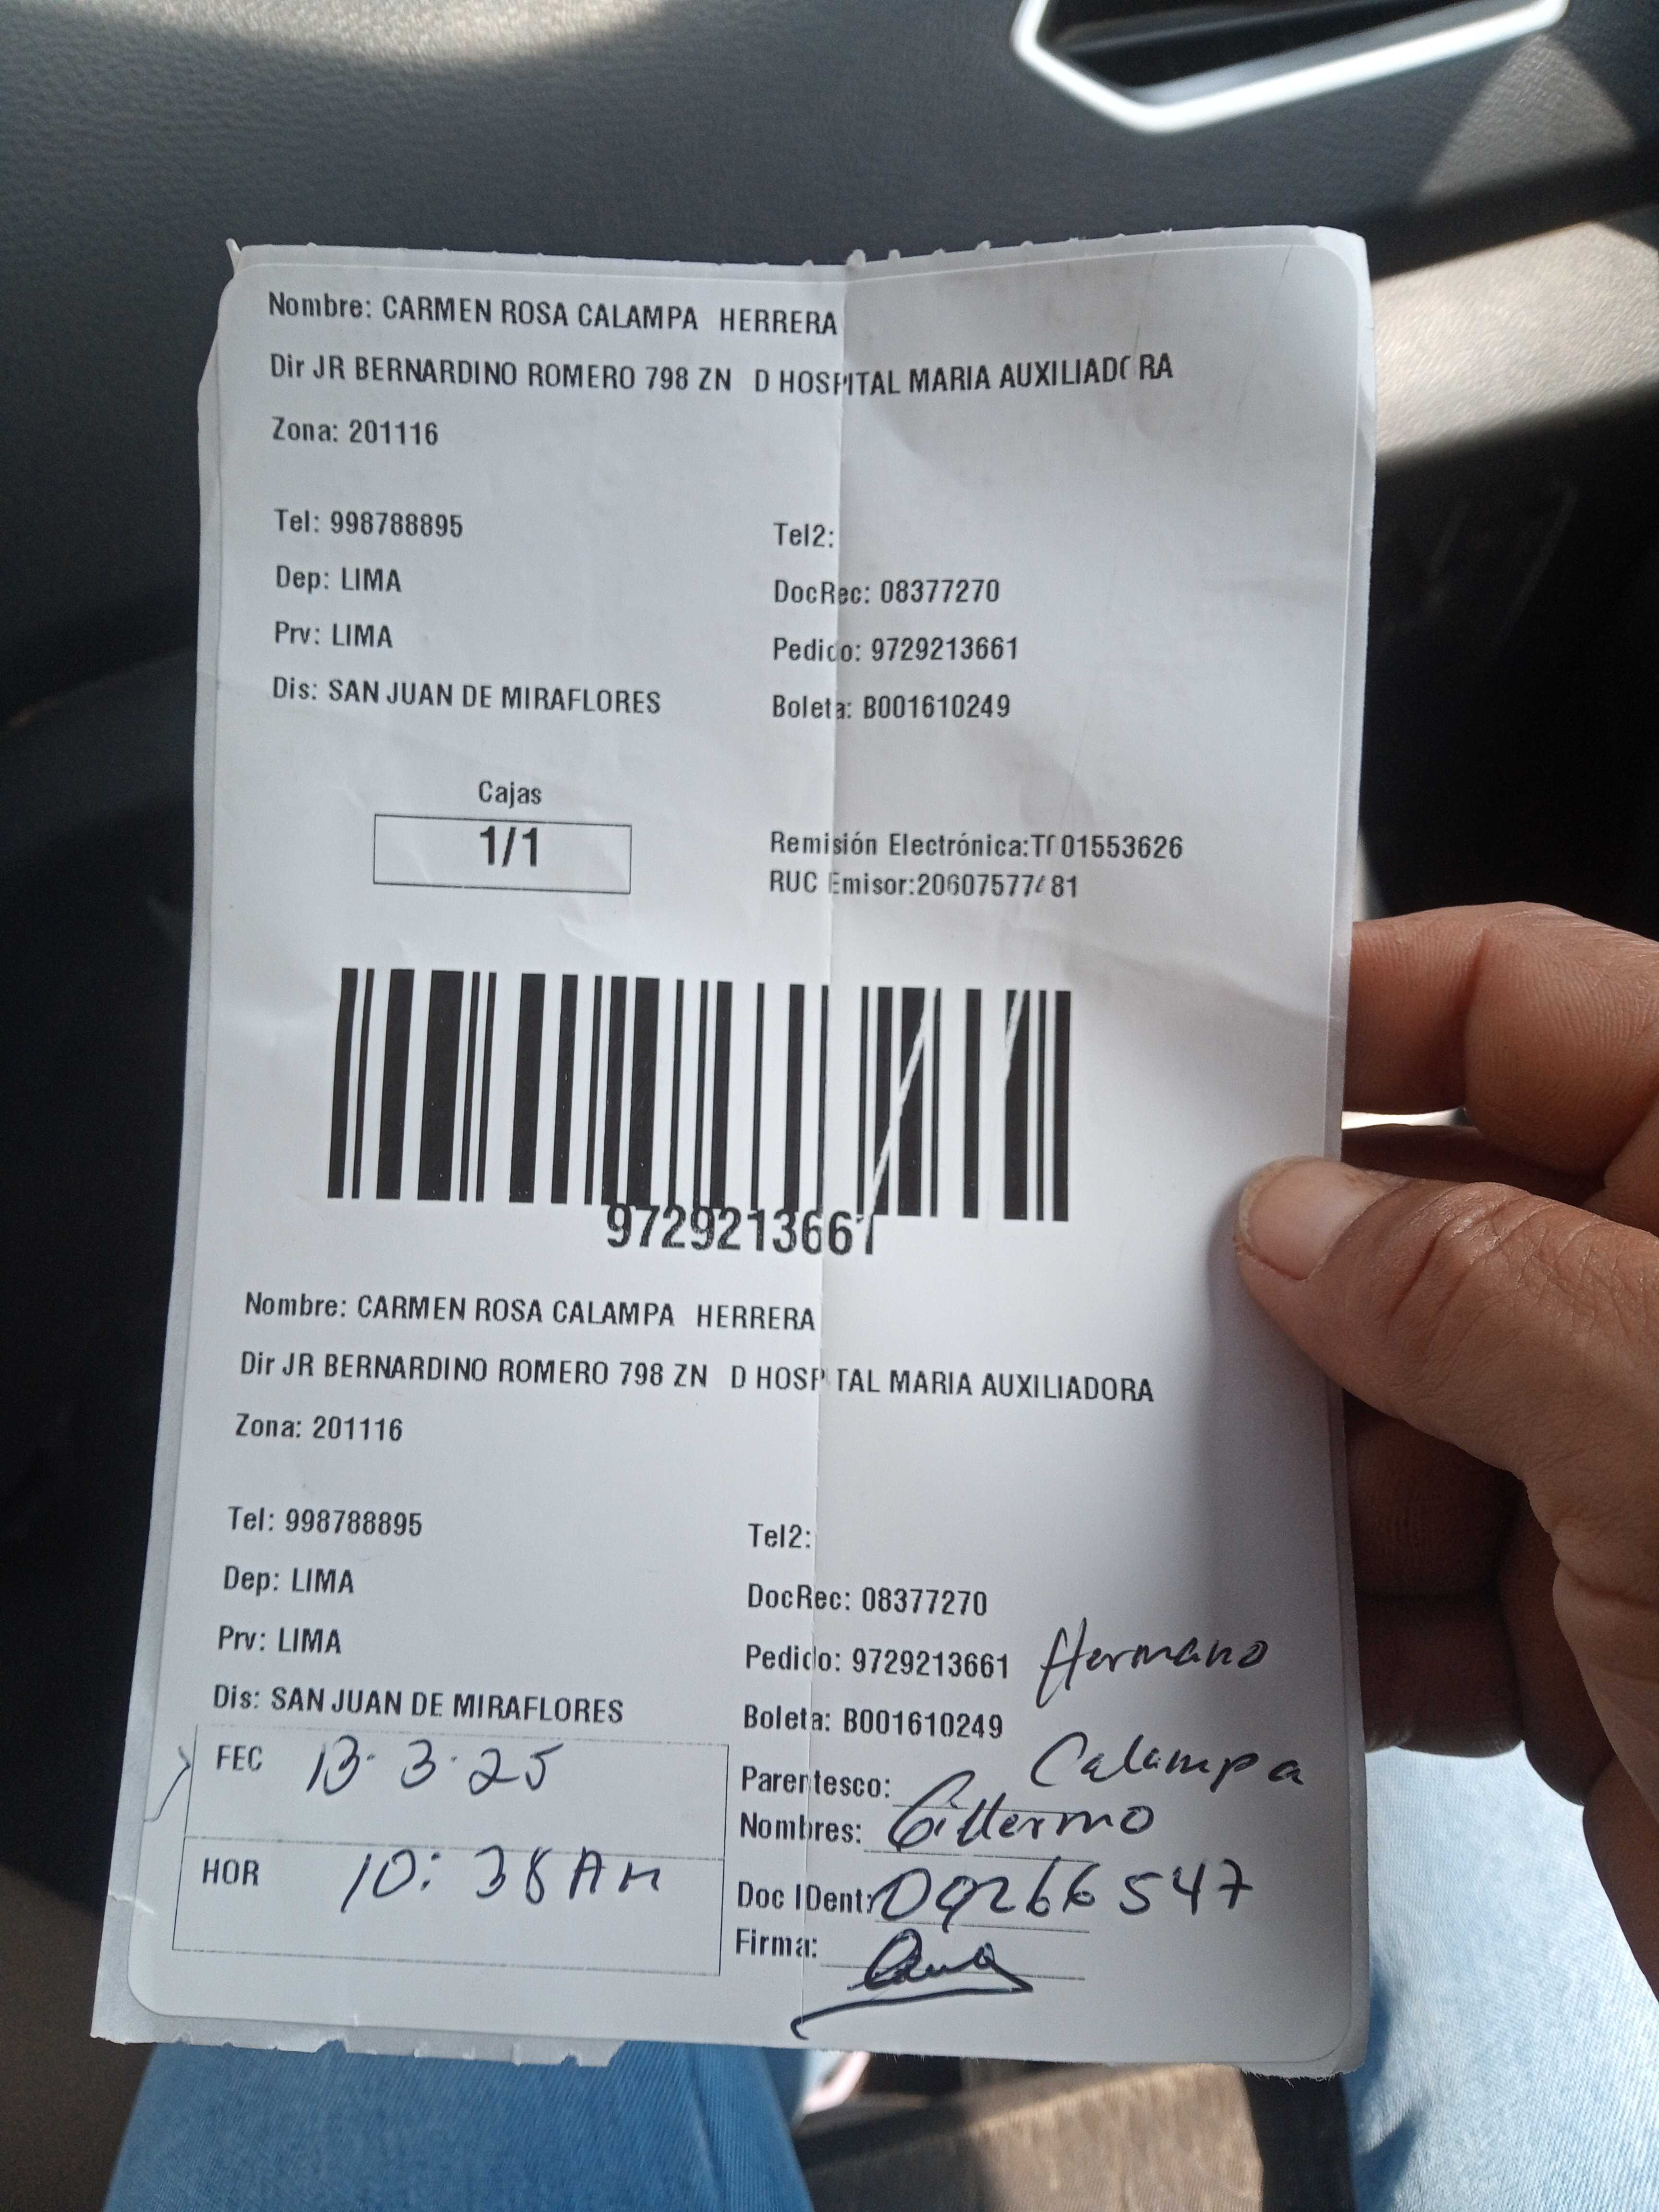 Nombre: CARMEN ROSA CALAMPA HERRERA
Dir JR BERNARDINO ROMERO 798 ZN D HOSPITAL MARIA AUXILIADORA
Zona: 201116
Tel: 998788895 Tel2:
Dep: LIMA DocRec: 08377270
Prv: LIMA Pedido: 9729213661
Dis: SAN JUAN DE MIRAFLORES Boleta: B001610249
Cajas
1/1
Remisión Electrónica:T001553626
RUC Emisor:
9729213661
Nombre: CARMEN ROSA CALAMPA HERRERA
Dir JR BERNARDINO ROMERO 798 ZN D HOSPITAL MARIA AUXILIADORA
Zona: 201116
Tel: 998788895 Tel2:
Dep: LIMA DocRec: 08377270
Prv: LIMA Pedido: 9729213661 Hermano
Dis: SAN JUAN DE MIRAFLORES Boleta: B001610249
FEC 13·3·25 Parentesco: Calampa
Nombres: Gillermo
HOR 10:38 AM Doc IDent: 09266547
Firma: